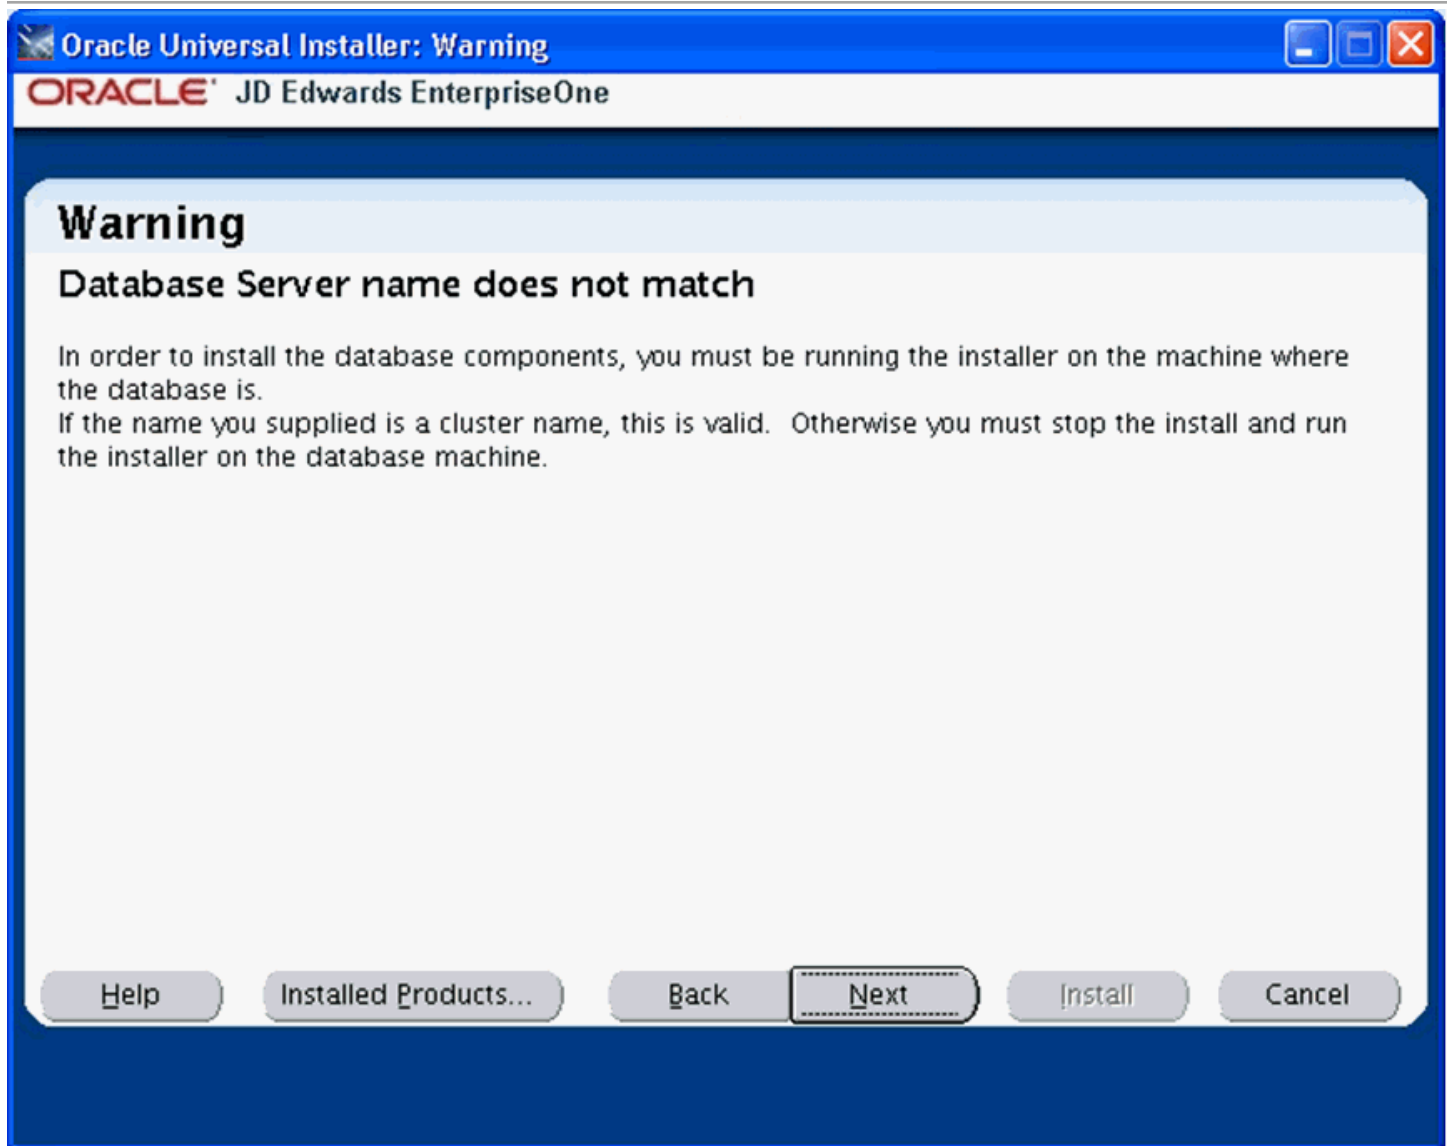 Oracle Universal Installer: Warning
ORACLE' JD Edwards EnterpriseOne
Warning
Database Server name does not match
In order to install the database components, you must be running the installer on the machine where
the database is.
If the name you supplied is a cluster name, this is valid.  Otherwise you must stop the install and run
the installer on the database machine.
Help Installed Products... Back Next Install Cancel